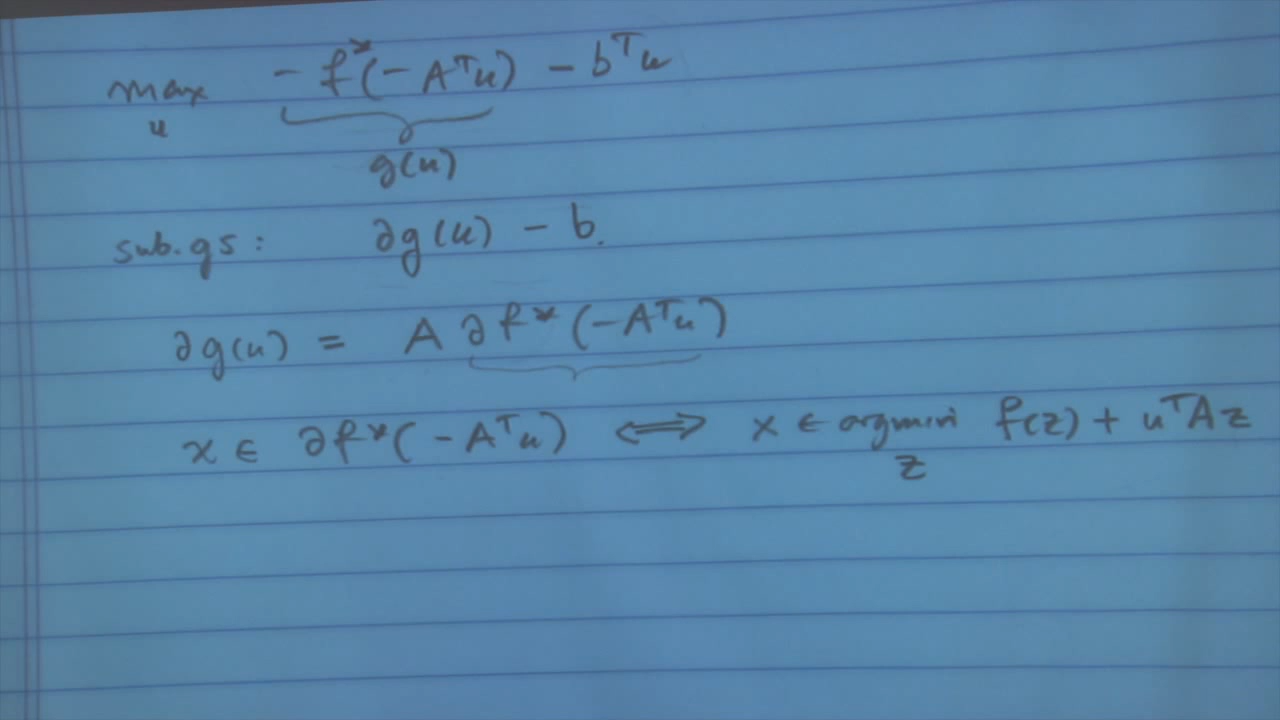 max − f*(−Aᵀu) − bᵀu
u
g(u)
sub.gs: ∂g(u) − b.
∂g(u) = A ∂f*(−Aᵀu)
x ∈ ∂f*(−Aᵀu) ⟺ x ∈ argmin f(z) + uᵀAz
z